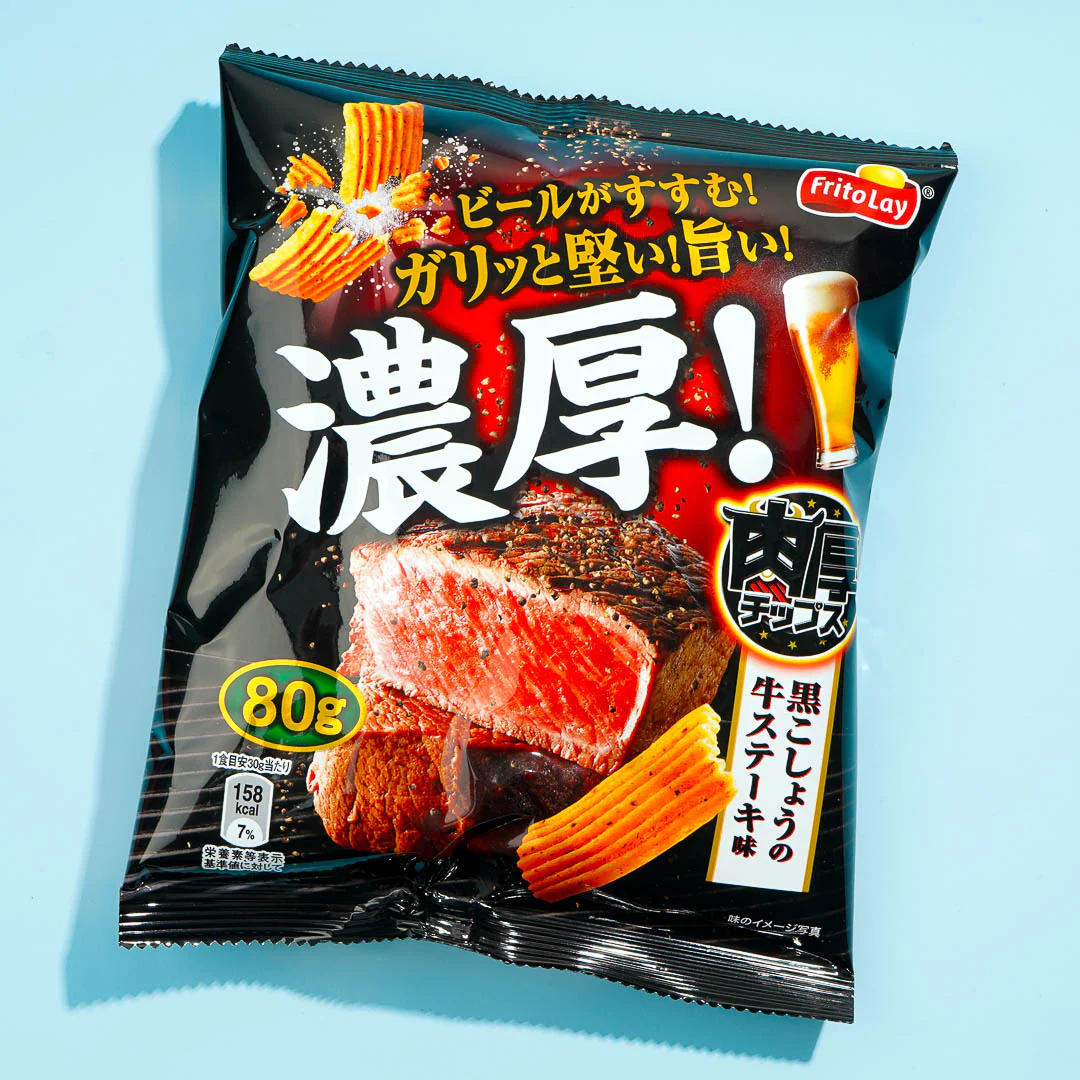 FritoLay®
ビールがすすむ!
ガリッと堅い!旨い!
濃厚!
肉厚
チップス
黒こしょうの
牛ステーキ味
80g
1食目安30g当たり
158
kcal
7%
栄養素等表示
基準値に対して
味のイメージ写真